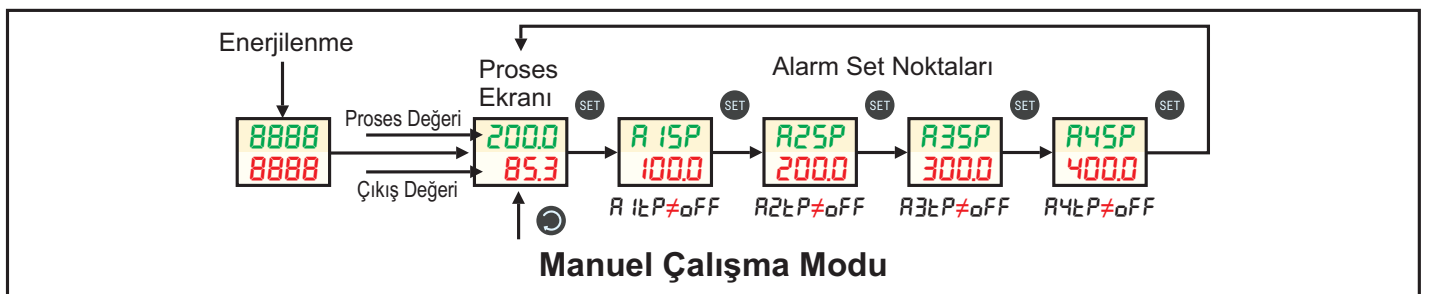 Enerjilenme
Proses Ekranı
Alarm Set Noktaları
SET SET SET SET SET
Proses Değeri
Çıkış Değeri
8888 200.0 A1SP A2SP A3SP A4SP
8888 85.3 100.0 200.0 300.0 400.0
A1tP≠oFF A2tP≠oFF A3tP≠oFF A4tP≠oFF
Manuel Çalışma Modu